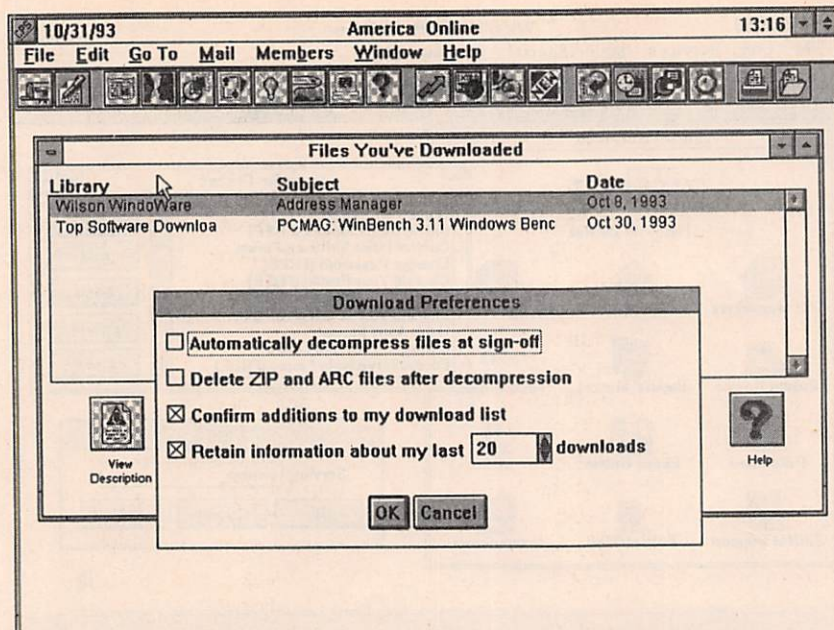 10/31/93 America Online 13:16
File Edit Go To Mail Members Window Help
NEW
Files You've Downloaded
Library Subject Date
Wilson WindoWare Address Manager Oct 8, 1993
Top Software Downloa PCMAG: WinBench 3.11 Windows Benc Oct 30, 1993
Download Preferences
Automatically decompress files at sign-off
Delete ZIP and ARC files after decompression
Confirm additions to my download list
Retain information about my last 20 downloads
View
Description
Help
OK Cancel